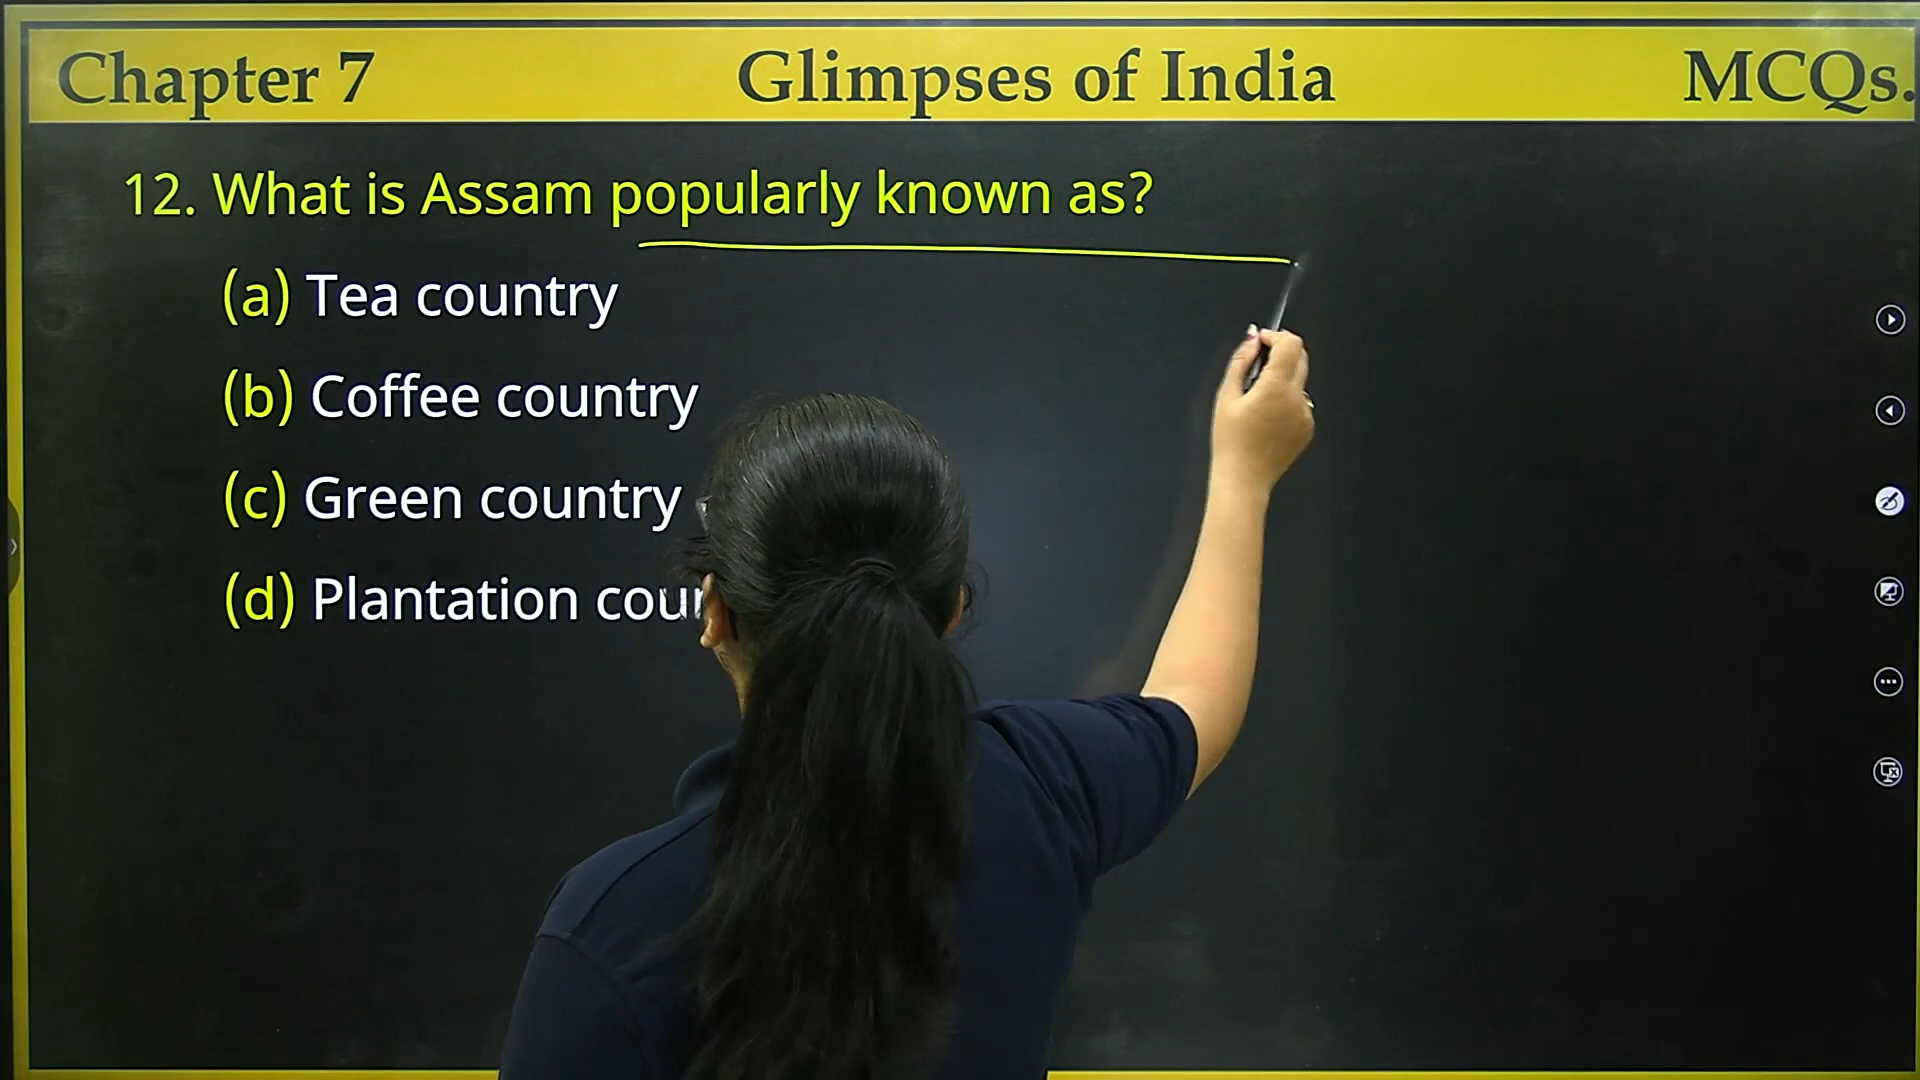 Chapter 7 Glimpses of India MCQs.
12. What is Assam popularly known as?
(a) Tea country
(b) Coffee country
(c) Green country
(d) Plantation